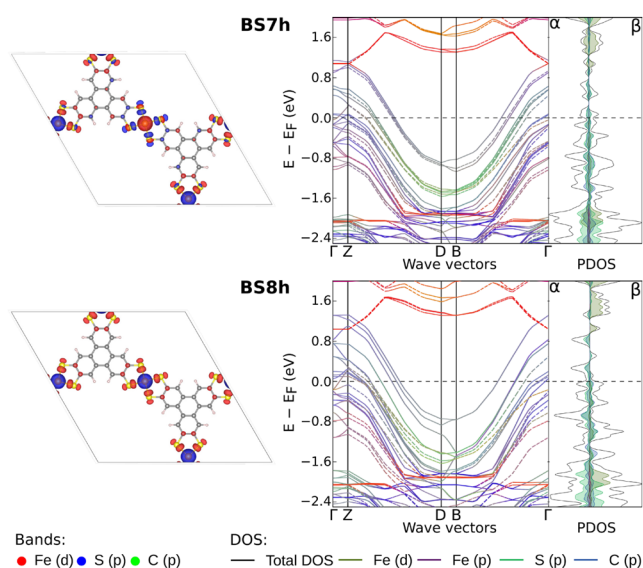 BS7h
α β
1.6
0.8
0.0
−0.8
−1.6
−2.4
E − EF (eV)
Γ Z D B Γ
Wave vectors PDOS
BS8h
α β
1.6
0.8
0.0
−0.8
−1.6
−2.4
E − EF (eV)
Γ Z D B Γ
Wave vectors PDOS
Bands: DOS:
Fe (d) S (p) C (p) Total DOS Fe (d) Fe (p) S (p) C (p)